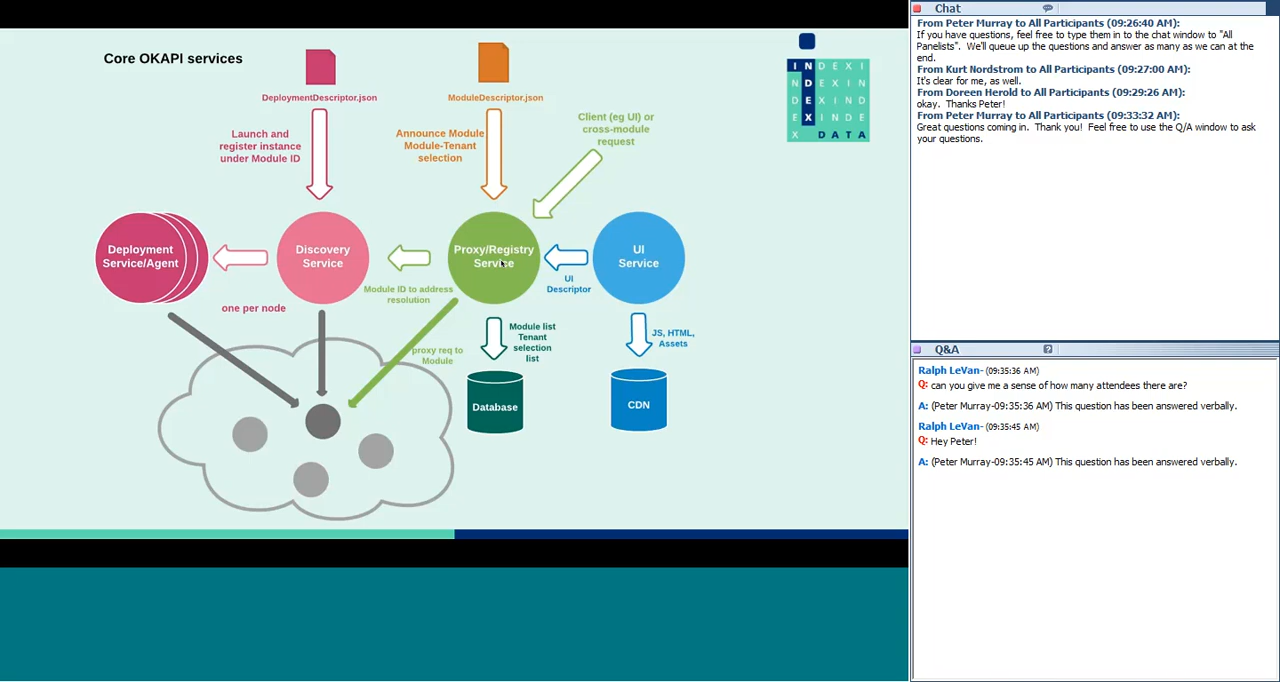 Core OKAPI services
DeploymentDescriptor.json
ModuleDescriptor.json
Launch and
register instance
under Module ID
Announce Module
Module-Tenant
selection
Client (eg UI) or
cross-module
request
I N D E X I
N D E X I N
D E X I N D
E X I N D E
X D A T A
Deployment
Service/Agent
Discovery
Service
Proxy/Registry
Service
UI
Service
one per node
Module ID to address
resolution
UI
Descriptor
proxy req to
Module
Module list
Tenant
selection
list
JS, HTML,
Assets
Database
CDN
Chat
From Peter Murray to All Participants (09:26:40 AM):
If you have questions, feel free to type them in to the chat window to "All
Panelists". We'll queue up the questions and answer as many as we can at the
end.
From Kurt Nordstrom to All Participants (09:27:00 AM):
It's clear for me, as well.
From Doreen Herold to All Participants (09:29:26 AM):
okay. Thanks Peter!
From Peter Murray to All Participants (09:33:32 AM):
Great questions coming in. Thank you! Feel free to use the Q/A window to ask
your questions.
Q&A
Ralph LeVan- (09:35:36 AM)
Q: can you give me a sense of how many attendees there are?
A: (Peter Murray-09:35:36 AM) This question has been answered verbally.
Ralph LeVan- (09:35:45 AM)
Q: Hey Peter!
A: (Peter Murray-09:35:45 AM) This question has been answered verbally.